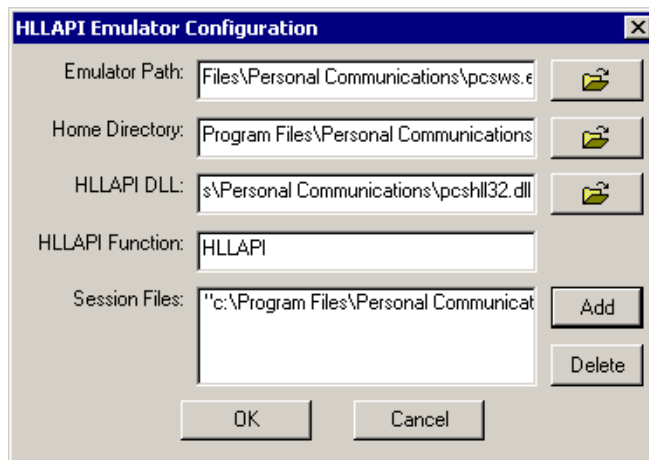 HLLAPI Emulator Configuration
Emulator Path: Files\Personal Communications\pcsws.e
Home Directory: Program Files\Personal Communications
HLLAPI DLL: s\Personal Communications\pcshll32.dll
HLLAPI Function: HLLAPI
Session Files: "c:\Program Files\Personal Communicat
Add
Delete
OK Cancel